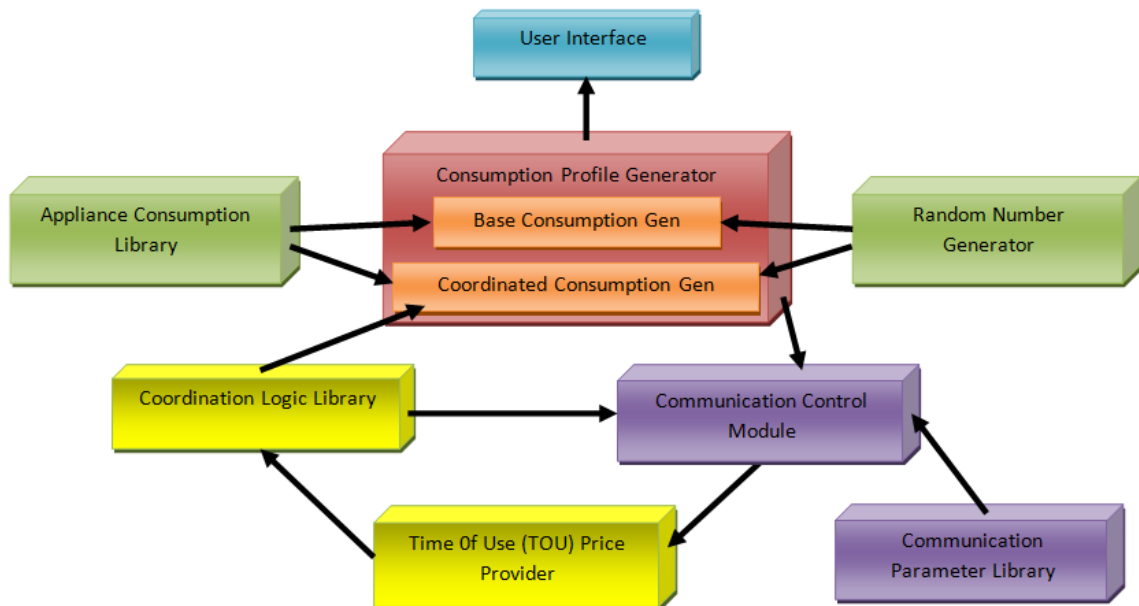 User Interface
Consumption Profile Generator
Appliance Consumption
Library
Base Consumption Gen
Random Number
Generator
Coordinated Consumption Gen
Coordination Logic Library
Communication Control
Module
Time 0f Use (TOU) Price
Provider
Communication
Parameter Library